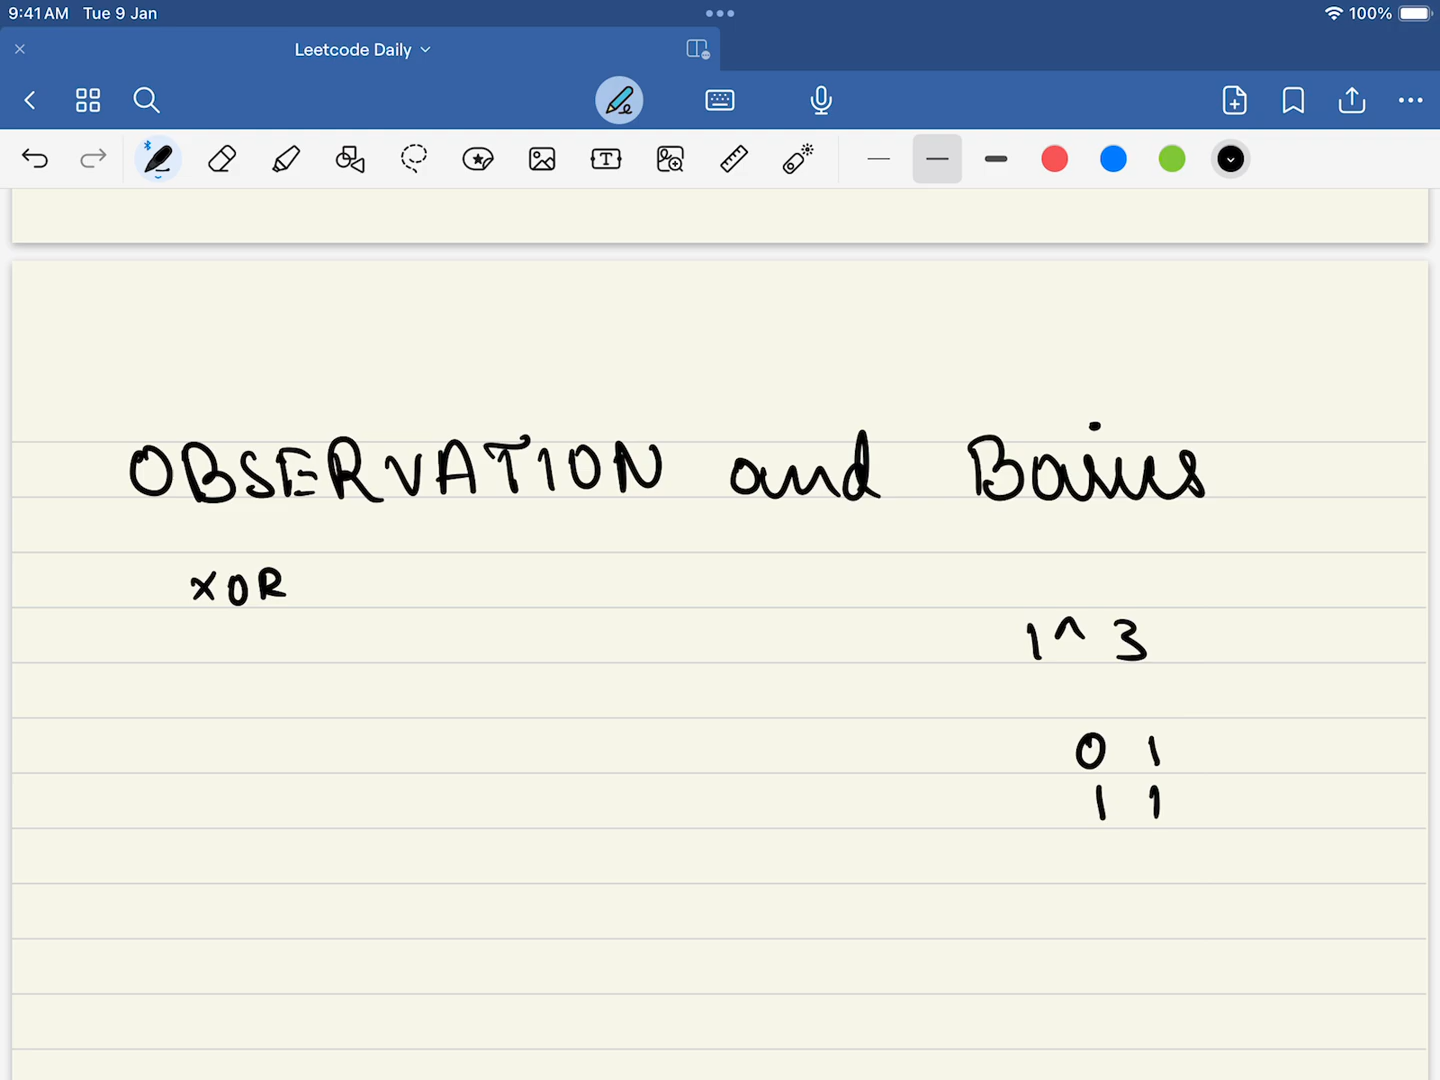 9:41 AM Tue 9 Jan
100%
Leetcode Daily
OBSERVATION and Basics
XOR
1 ^ 3
0 1
1 1